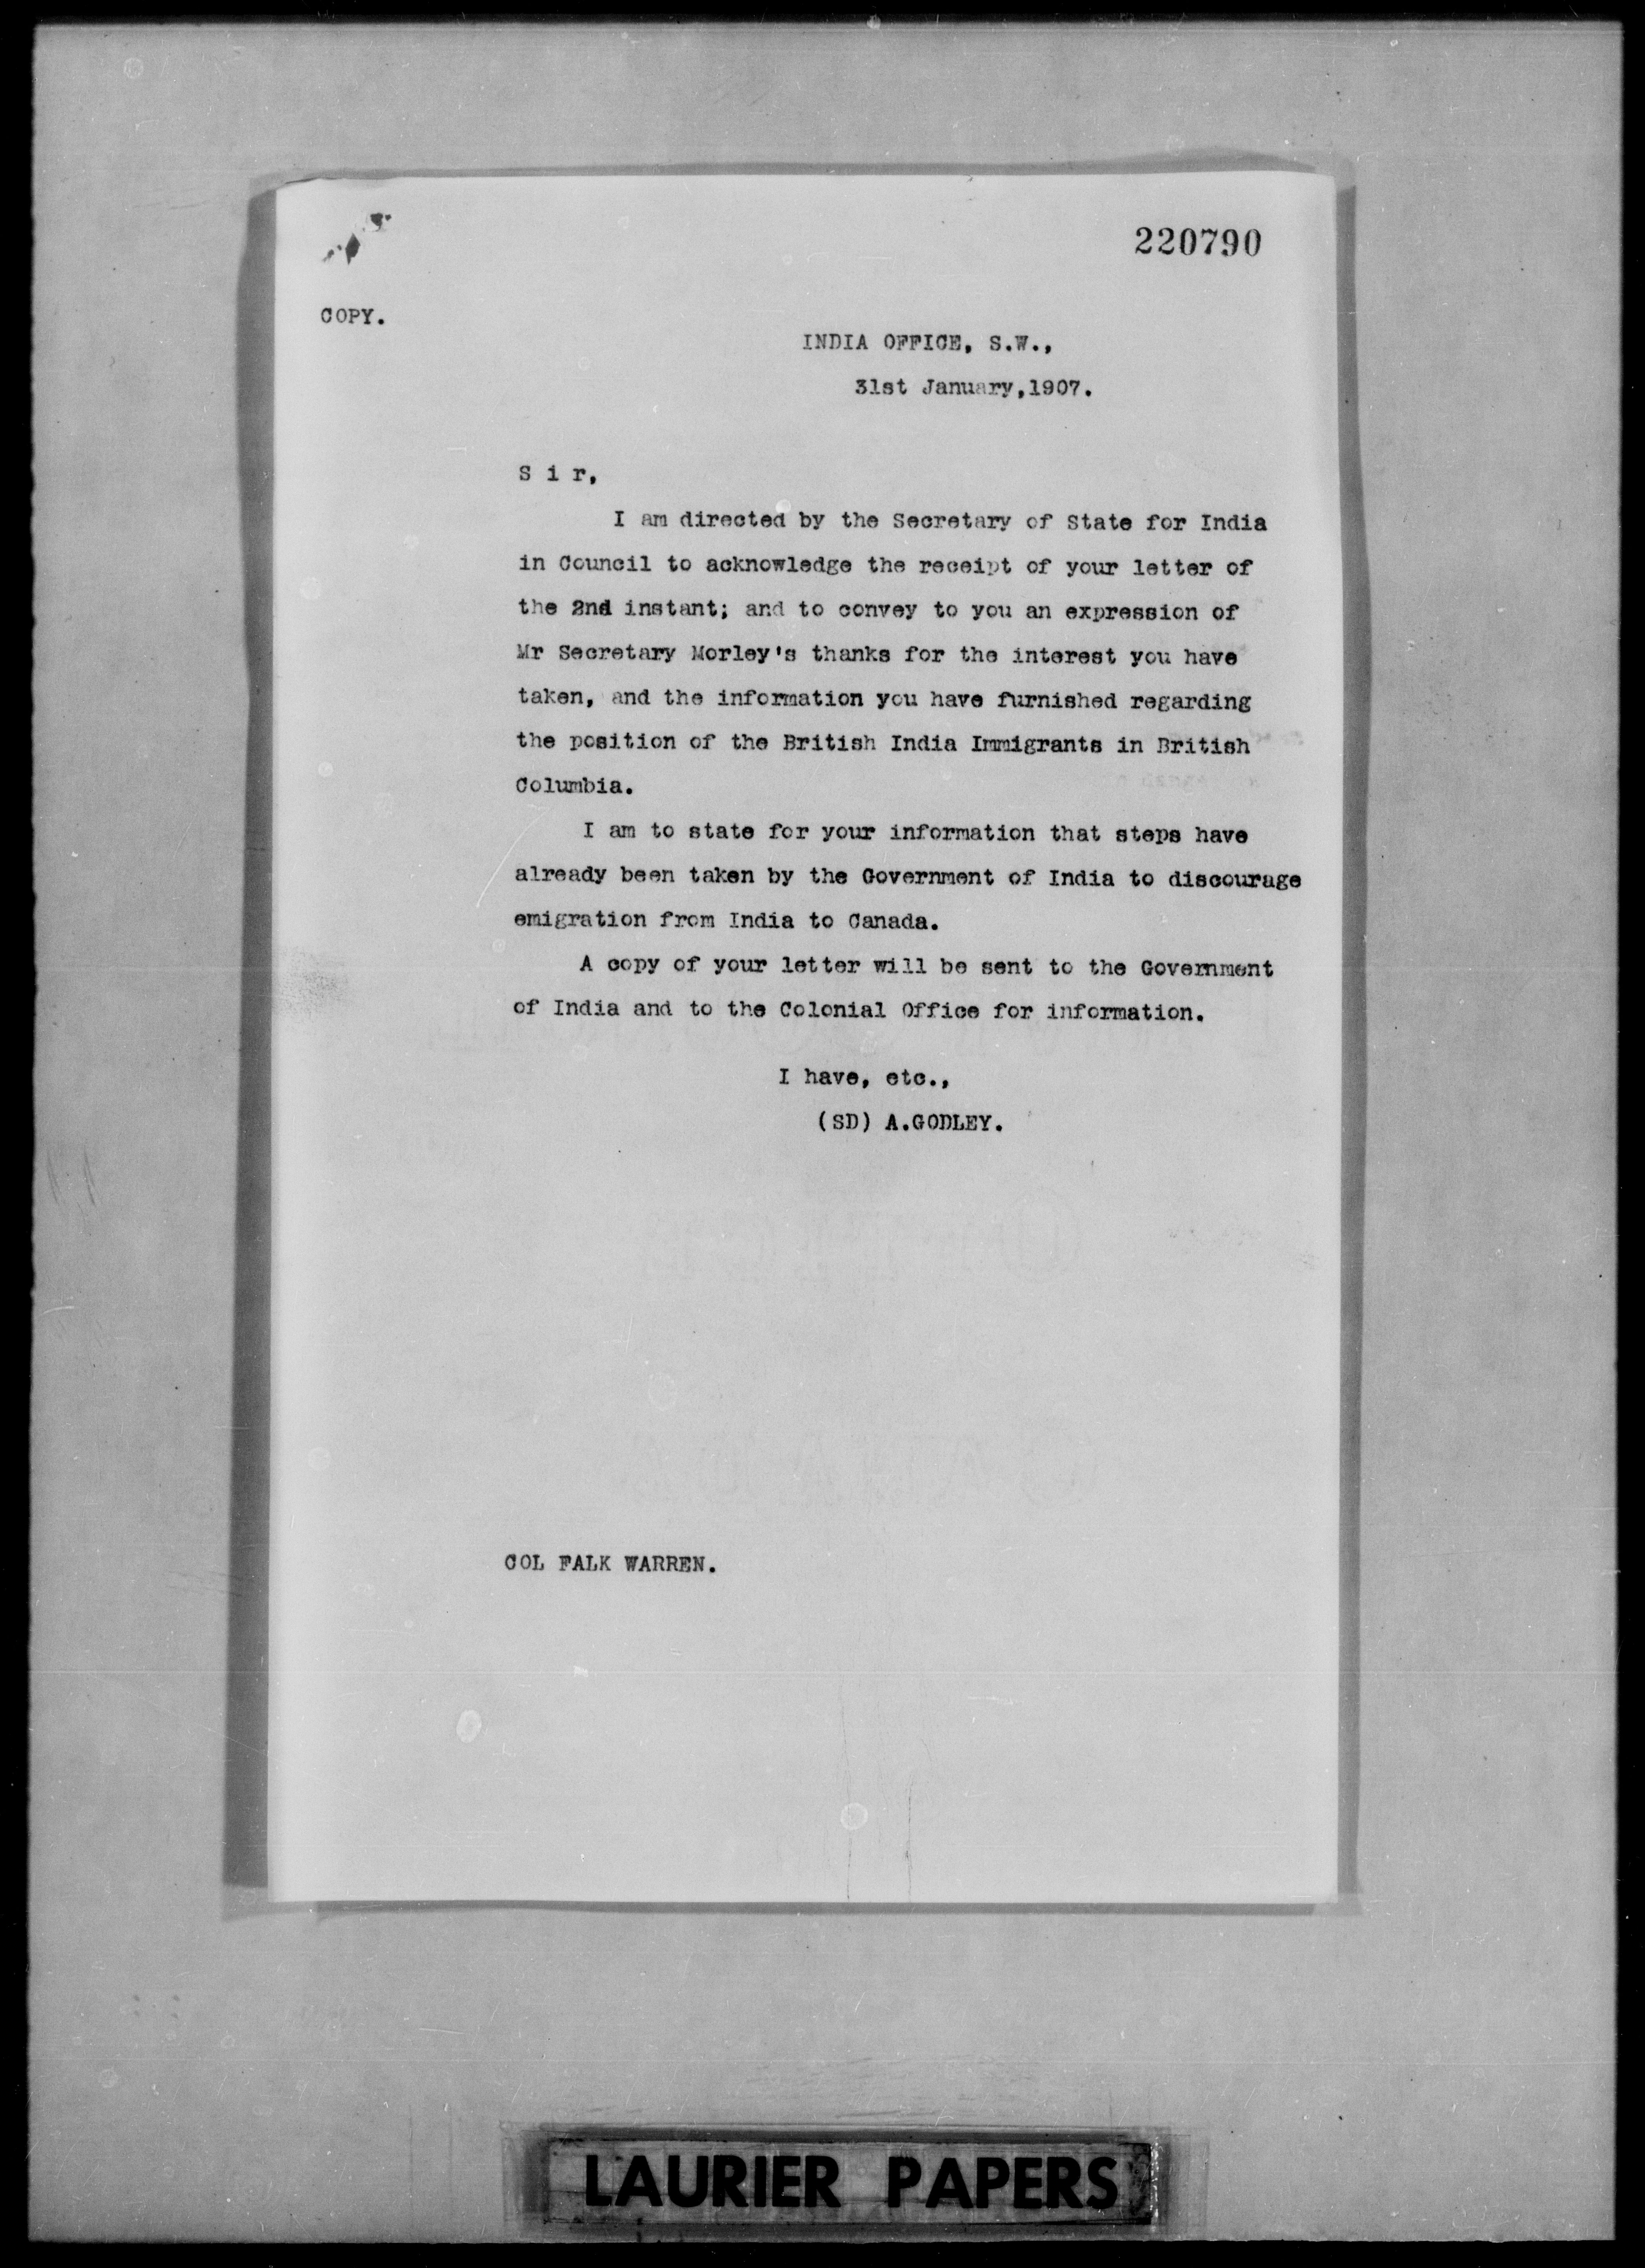 220790
COPY.
INDIA OFFICE, S.W.,
31st January,1907.
S i r,
I am directed by the Secretary of State for India
in Council to acknowledge the receipt of your letter of
the 2nd instant; and to convey to you an expression of
Mr Secretary Morley's thanks for the interest you have
taken, and the information you have furnished regarding
the position of the British India Immigrants in British
Columbia.
I am to state for your information that steps have
already been taken by the Government of India to discourage
emigration from India to Canada.
A copy of your letter will be sent to the Government
of India and to the Colonial Office for information.
I have, etc.,
(SD) A.GODLEY.
COL FALK WARREN.
LAURIER PAPERS